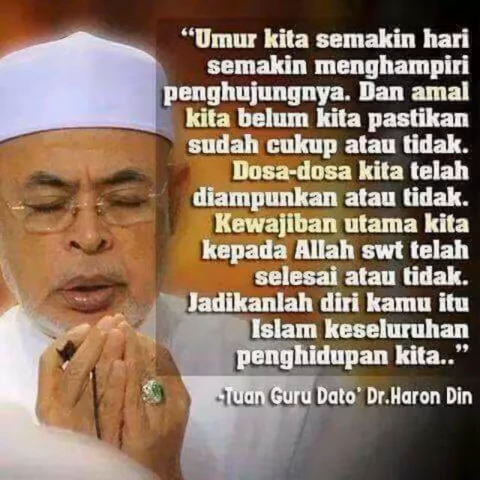 “Umur kita semakin hari
semakin menghampiri
penghujungnya. Dan amal
kita belum kita pastikan
sudah cukup atau tidak.
Dosa-dosa kita telah
diampunkan atau tidak.
Kewajiban utama kita
kepada Allah swt telah
selesai atau tidak.
Jadikanlah diri kamu itu
Islam keseluruhan
penghidupan kita..”
-Tuan Guru Dato' Dr.Haron Din